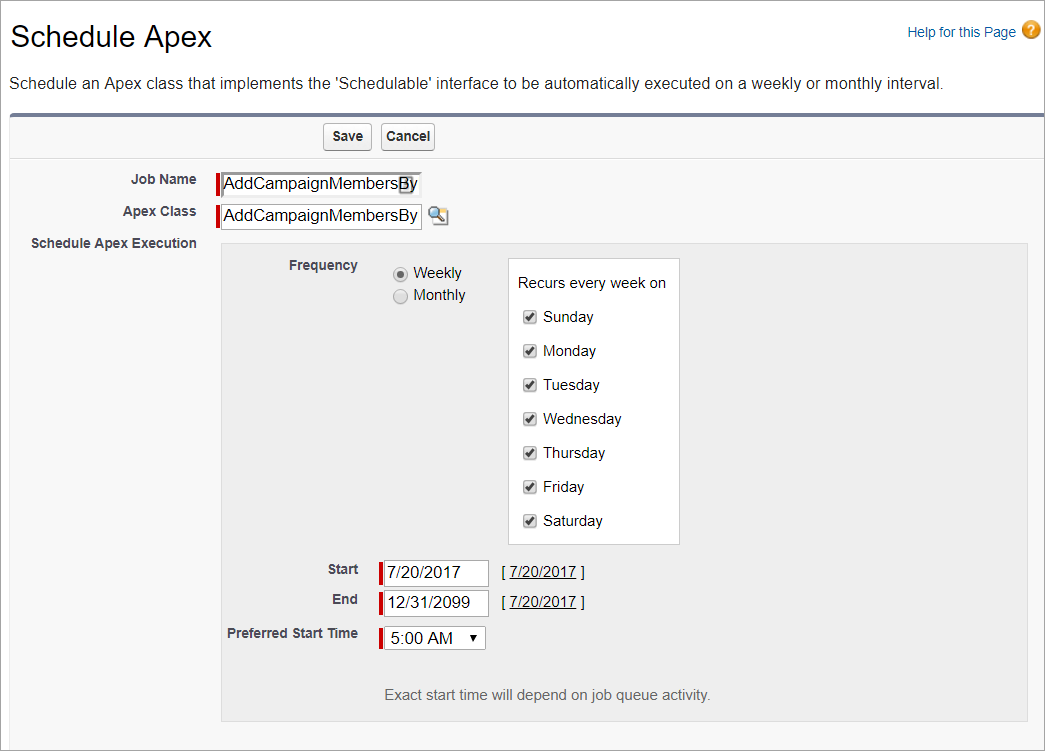 Schedule Apex
Help for this Page ?
Schedule an Apex class that implements the 'Schedulable' interface to be automatically executed on a weekly or monthly interval.
Save Cancel
Job Name AddCampaignMembersBy
Apex Class AddCampaignMembersBy
Schedule Apex Execution
Frequency
Weekly
Monthly
Recurs every week on
Sunday
Monday
Tuesday
Wednesday
Thursday
Friday
Saturday
Start 7/20/2017 [ 7/20/2017 ]
End 12/31/2099 [ 7/20/2017 ]
Preferred Start Time 5:00 AM
Exact start time will depend on job queue activity.